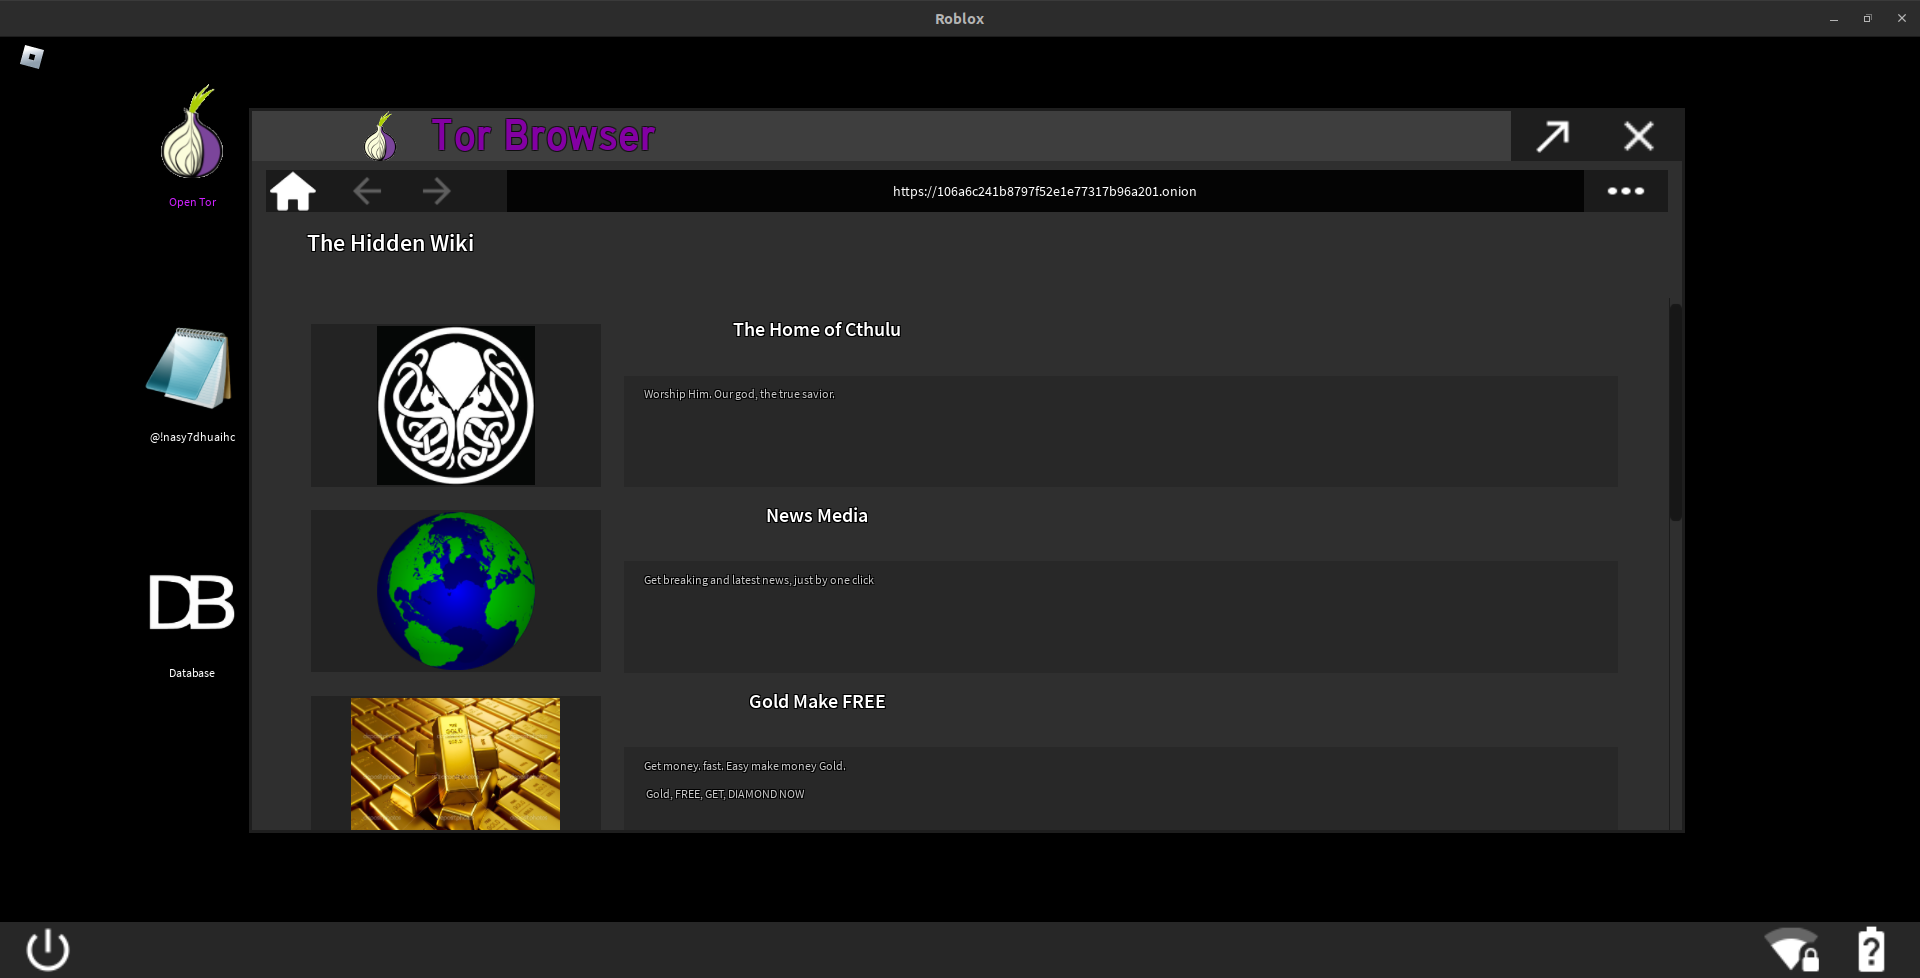 Roblox
Tor Browser
Open Tor
https://106a6c241b8797f52e1e77317b96a201.onion
The Hidden Wiki
The Home of Cthulu
Worship Him. Our god, the true savior.
@!nasy7dhuaihc
News Media
Get breaking and latest news, just by one click
DB
Database
Gold Make FREE
Get money. fast. Easy make money Gold.
Gold, FREE, GET, DIAMOND NOW